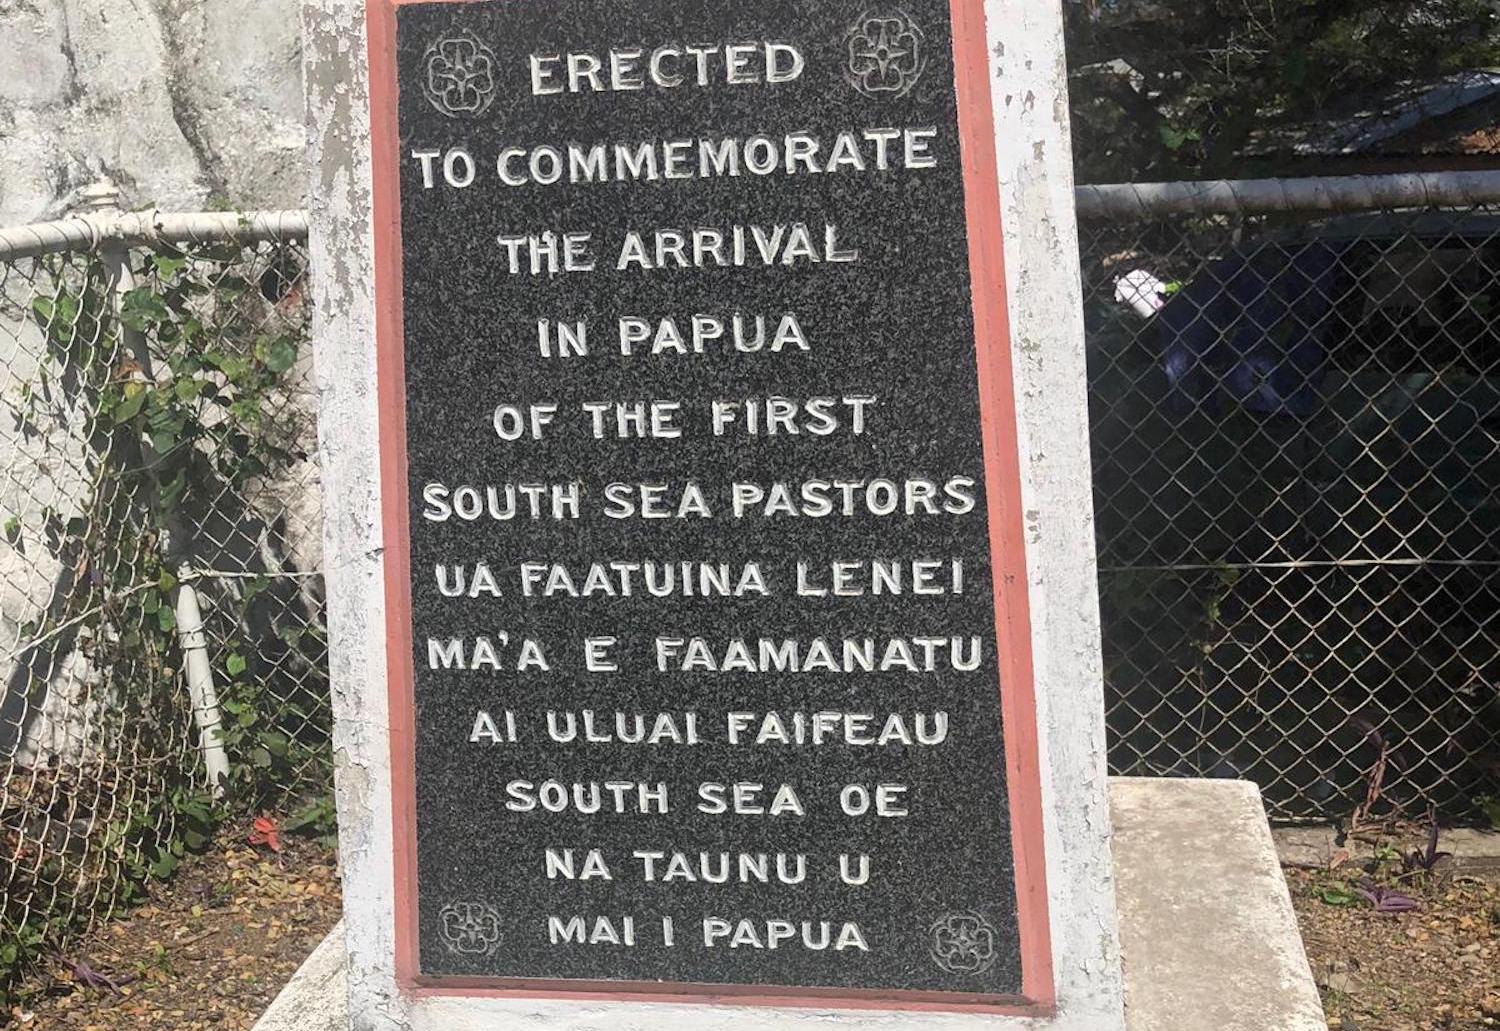 ERECTED
TO COMMEMORATE
THE ARRIVAL
IN PAPUA
OF THE FIRST
SOUTH SEA PASTORS
UA FAATUINA LENEI
MA'A E FAAMANATU
AI ULUAI FAIFEAU
SOUTH SEA OE
NA TAUNU U
MAI I PAPUA